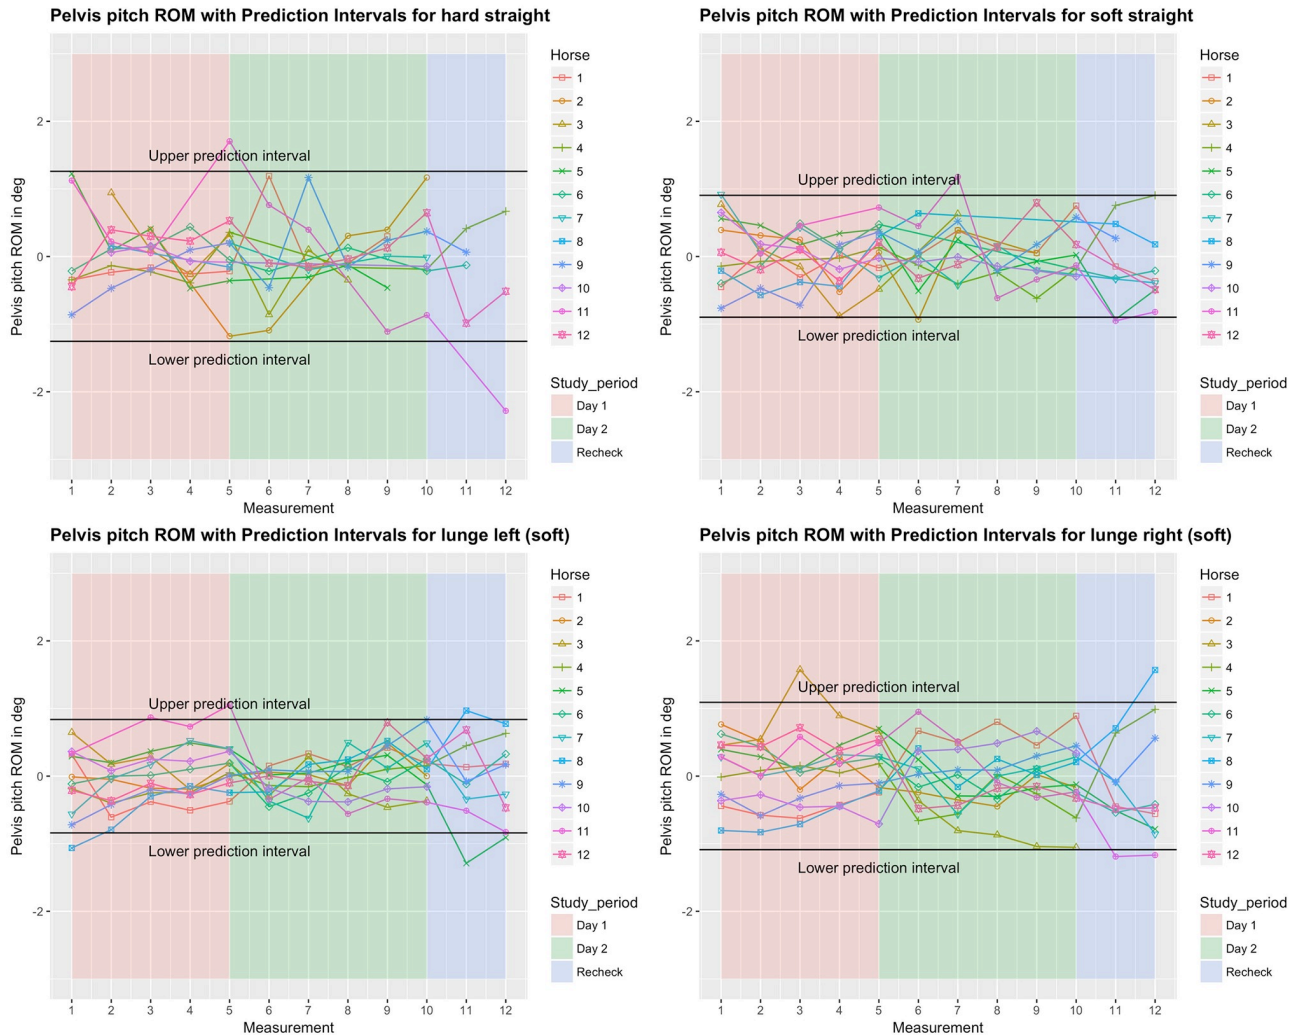 Pelvis pitch ROM with Prediction Intervals for hard straight
Pelvis pitch ROM in deg
2
0
-2
Upper prediction interval
Lower prediction interval
1 2 3 4 5 6 7 8 9 10 11 12
Measurement
Horse
1
2
3
4
5
6
7
8
9
10
11
12
Study_period
Day 1
Day 2
Recheck
Pelvis pitch ROM with Prediction Intervals for soft straight
Pelvis pitch ROM in deg
2
0
-2
Upper prediction interval
Lower prediction interval
1 2 3 4 5 6 7 8 9 10 11 12
Measurement
Horse
1
2
3
4
5
6
7
8
9
10
11
12
Study_period
Day 1
Day 2
Recheck
Pelvis pitch ROM with Prediction Intervals for lunge left (soft)
Pelvis pitch ROM in deg
2
0
-2
Upper prediction interval
Lower prediction interval
1 2 3 4 5 6 7 8 9 10 11 12
Measurement
Horse
1
2
3
4
5
6
7
8
9
10
11
12
Study_period
Day 1
Day 2
Recheck
Pelvis pitch ROM with Prediction Intervals for lunge right (soft)
Pelvis pitch ROM in deg
2
0
-2
Upper prediction interval
Lower prediction interval
1 2 3 4 5 6 7 8 9 10 11 12
Measurement
Horse
1
2
3
4
5
6
7
8
9
10
11
12
Study_period
Day 1
Day 2
Recheck